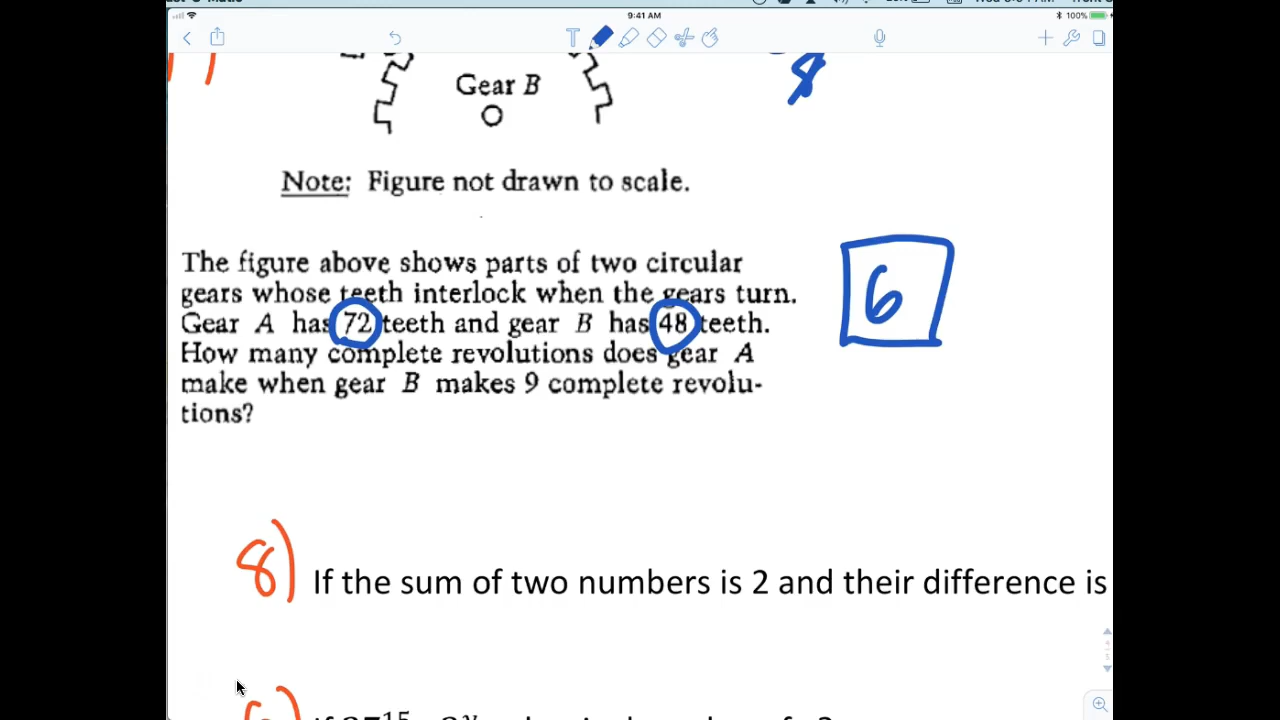 9:41 AM
100%
T
7)
Gear B
8
Note: Figure not drawn to scale.
The figure above shows parts of two circular
gears whose teeth interlock when the gears turn.
Gear A has 72 teeth and gear B has 48 teeth.
How many complete revolutions does gear A
make when gear B makes 9 complete revolu-
tions?
6
8) If the sum of two numbers is 2 and their difference is